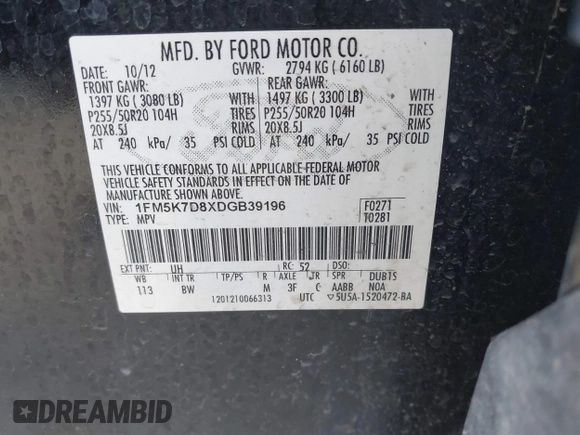 MFD. BY FORD MOTOR CO.
DATE: 10/12 GVWR: 2794 KG ( 6160 LB)
FRONT GAWR: REAR GAWR:
1397 KG ( 3080 LB) WITH 1497 KG ( 3300 LB) WITH
P255/50R20 104H TIRES P255/50R20 104H TIRES
20X8.5J RIMS 20X8.5J RIMS
AT 240 kPa/ 35 PSI COLD AT 240 kPa/ 35 PSI COLD
THIS VEHICLE CONFORMS TO ALL APPLICABLE FEDERAL MOTOR
VEHICLE SAFETY STANDARDS IN EFFECT ON THE DATE OF
MANUFACTURE SHOWN ABOVE.
VIN: 1FM5K7D8XDGB39196 F0271
TYPE: MPV T0281
EXT PNT: UH RC: 52
WB INT TR TP/PS R AXLE TR SPR DUB1S
113 BW M 3F C AABB N0A
1201210066313 UTC ▽5U5A-1520472-BA
DREAMBID